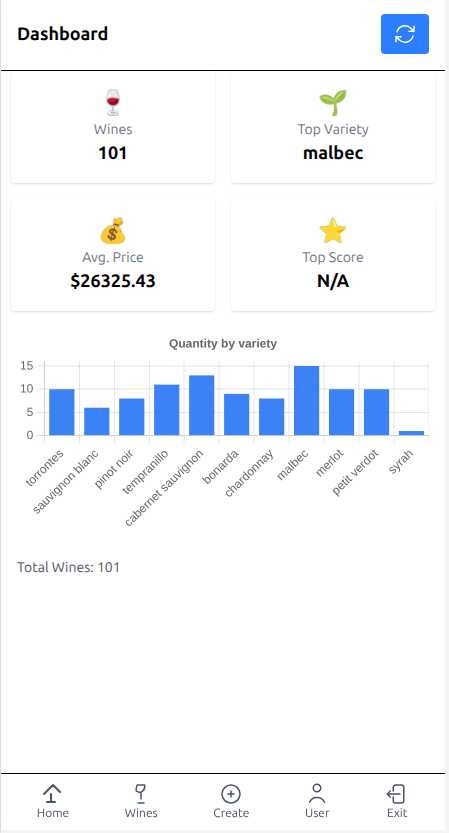 Dashboard
Wines
101
Top Variety
malbec
Avg. Price
$26325.43
Top Score
N/A
Quantity by variety
15
10
5
0
torrontes
sauvignon blanc
pinot noir
tempranillo
cabernet sauvignon
bonarda
chardonnay
malbec
merlot
petit verdot
syrah
Total Wines: 101
Home
Wines
Create
User
Exit